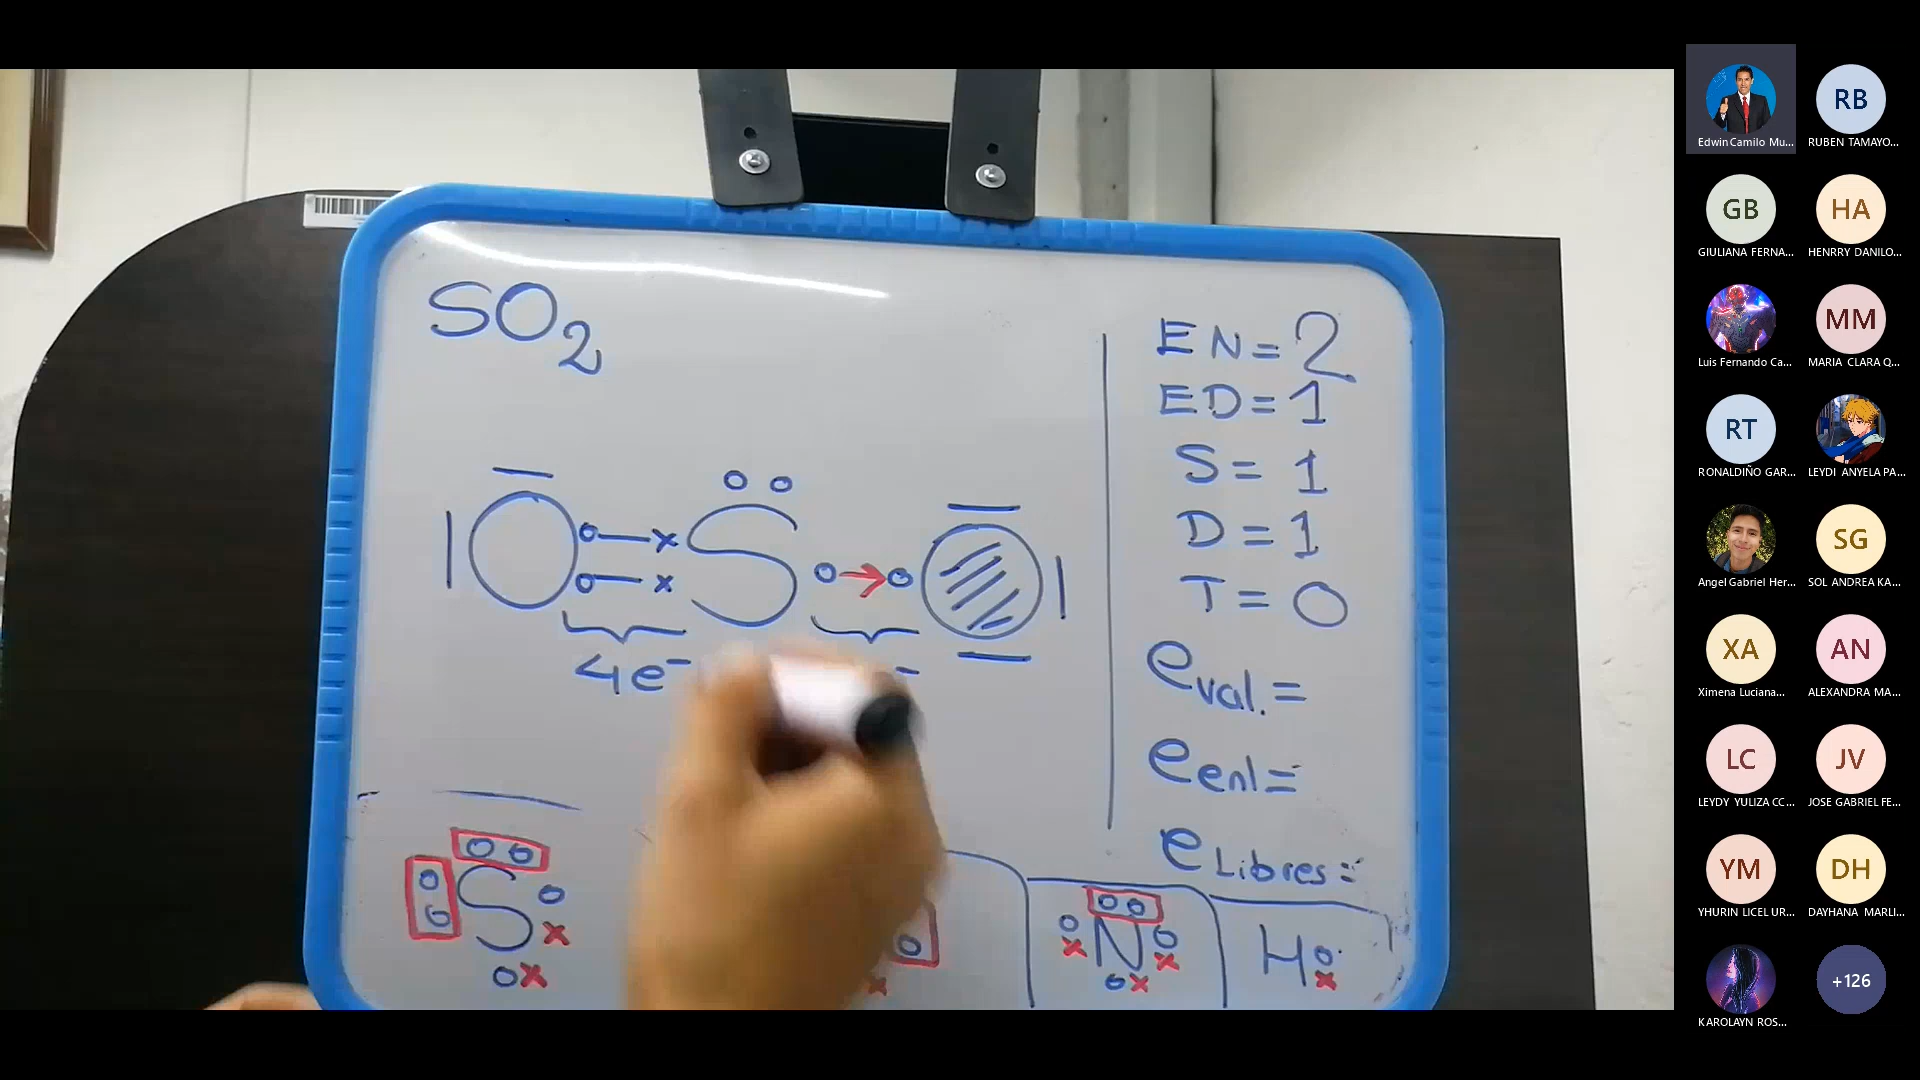 SO2
O S O
4e-
EN=2
ED=1
S=1
D=1
T=0
eval.=
eenl=
eLibres=
S
N
H
EdwinCamilo Mu...
RB
RUBEN TAMAYO...
GB
GIULIANA FERNA...
HA
HENRRY DANILO...
Luis Fernando Ca...
MM
MARIA CLARA Q...
RT
RONALDIÑO GAR...
LEYDI ANYELA PA...
Angel Gabriel Her...
SG
SOL ANDREA KA...
XA
Ximena Luciana...
AN
ALEXANDRA MA...
LC
LEYDY YULIZA CC...
JV
JOSE GABRIEL FE...
YM
YHURIN LICEL UR...
DH
DAYHANA MARLI...
KAROLAYN ROS...
+126